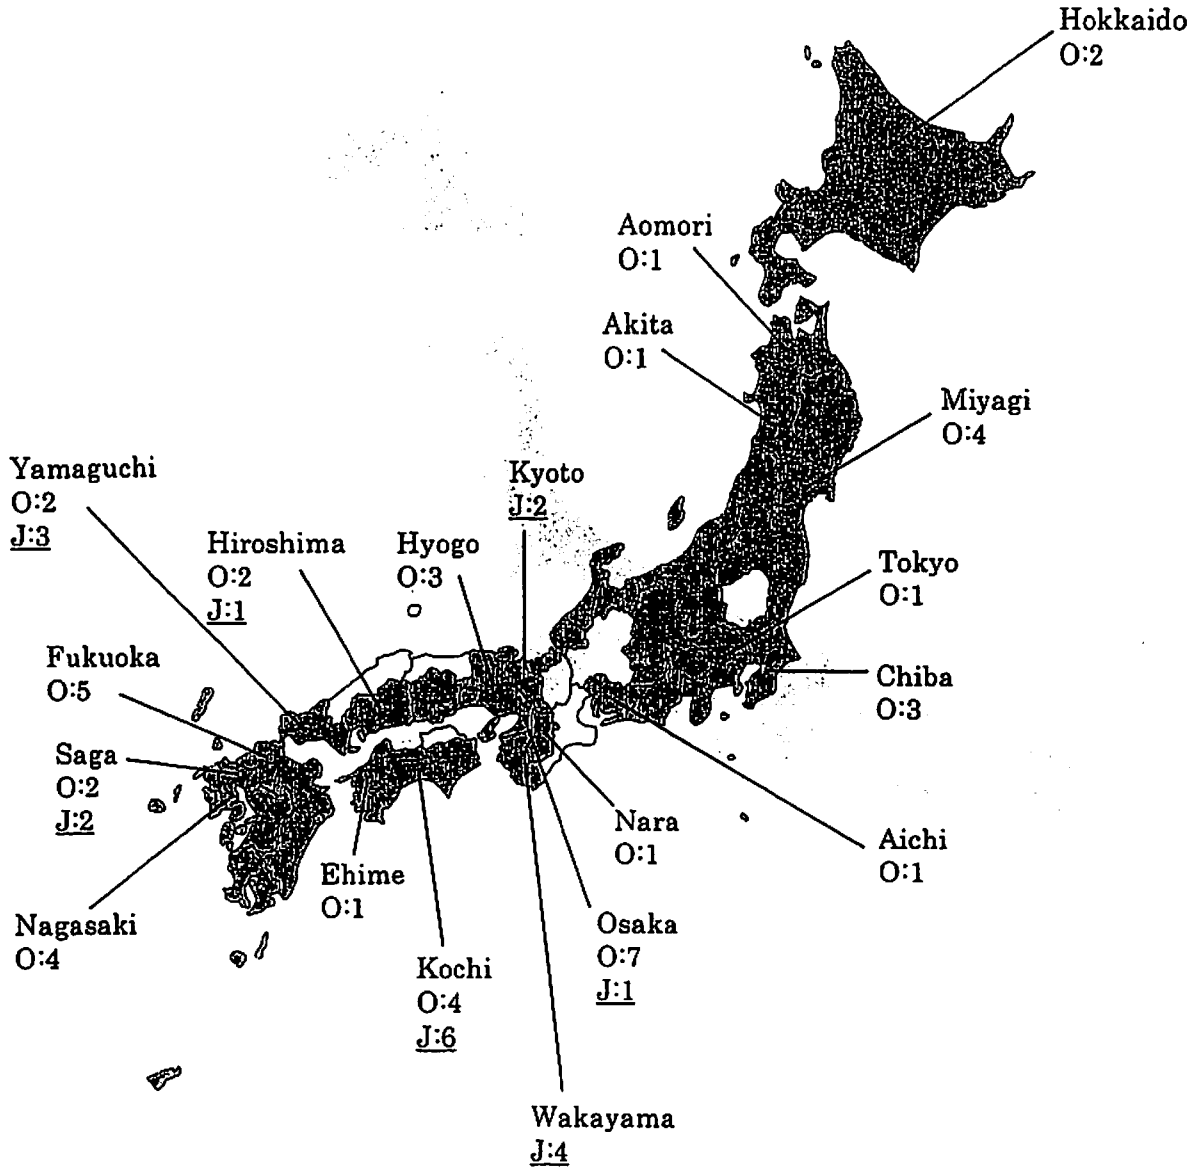 Hokkaido
O:2
Aomori
O:1
Akita
O:1
Miyagi
O:4
Yamaguchi
O:2
J:3
Kyoto
J:2
Hiroshima
O:2
J:1
Hyogo
O:3
Tokyo
O:1
Fukuoka
O:5
Chiba
O:3
Saga
O:2
J:2
Nara
O:1
Aichi
O:1
Ehime
O:1
Nagasaki
O:4
Osaka
O:7
J:1
Kochi
O:4
J:6
Wakayama
J:4